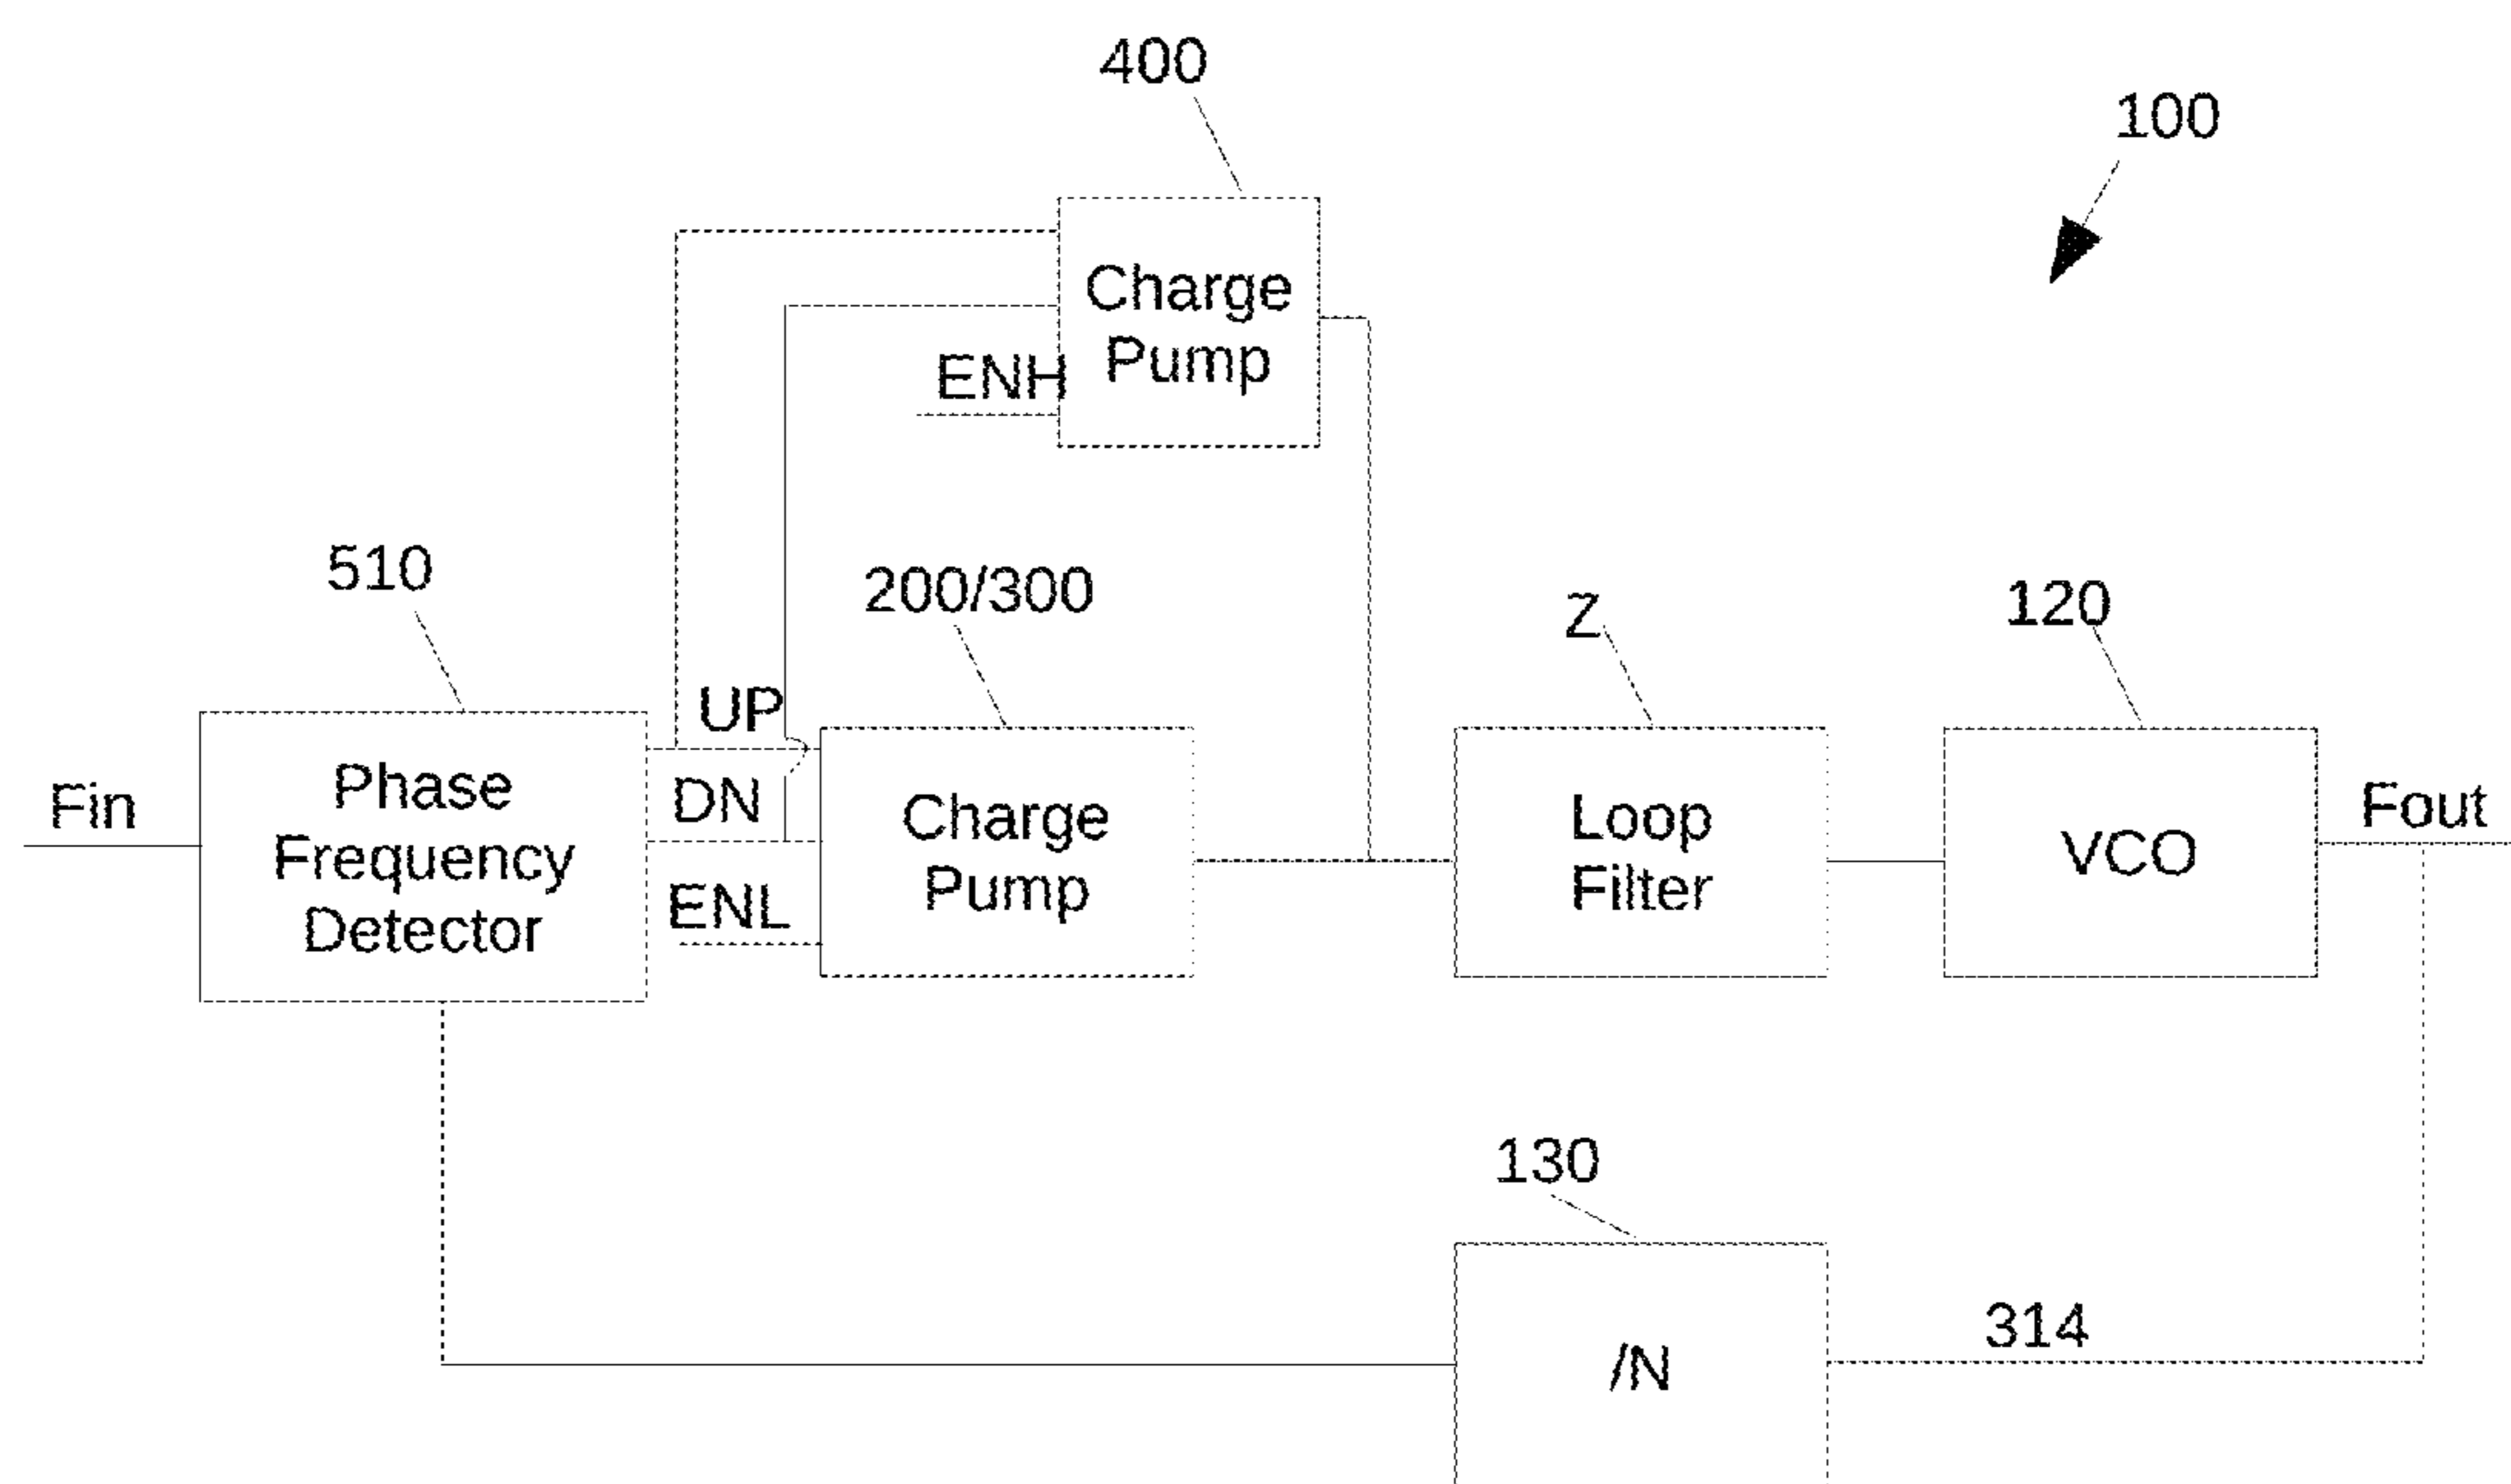 400
100
Charge
Pump
ENH
510
200/300
Z
120
UP
DN
ENL
Fin
Phase
Frequency
Detector
Charge
Pump
Loop
Filter
VCO
Fout
130
314
/N